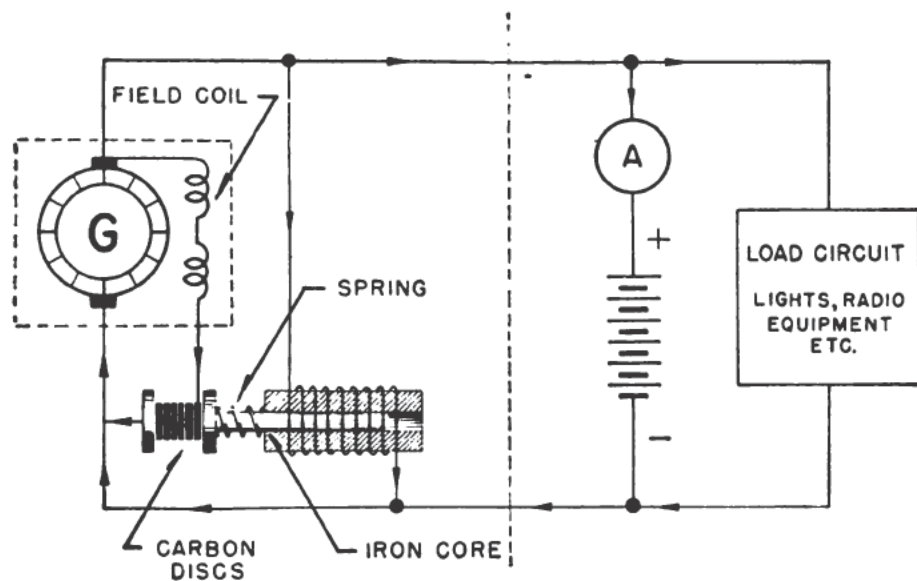 FIELD COIL
G
A
+
LOAD CIRCUIT
LIGHTS, RADIO
EQUIPMENT
ETC.
SPRING
−
CARBON
DISCS
IRON CORE